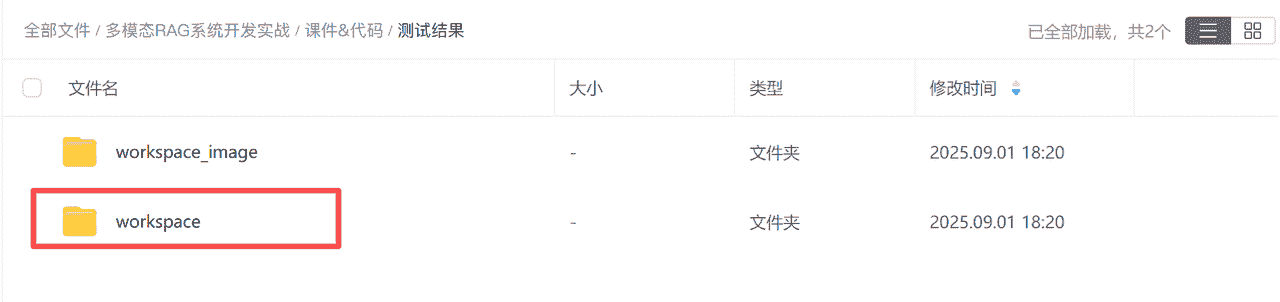 全部文件 / 多模态RAG系统开发实战 / 课件&代码 / 测试结果 已全部加载，共2个
文件名 大小 类型 修改时间
workspace_image - 文件夹 2025.09.01 18:20
workspace - 文件夹 2025.09.01 18:20